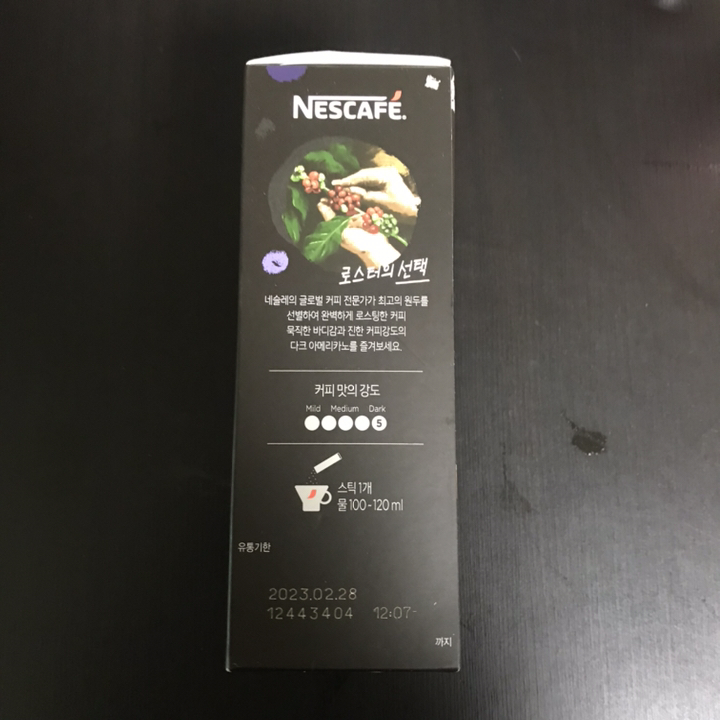 NESCAFÉ.
로스터의 선택
네슬레의 글로벌 커피 전문가가 최고의 원두를
선별하여 완벽하게 로스팅한 커피
묵직한 바디감과 진한 커피강도의
다크 아메리카노를 즐겨보세요.
커피 맛의 강도
Mild Medium Dark
5
스틱 1개
물 100-120 ml
유통기한
2023.02.28
12443404 12:07
까지